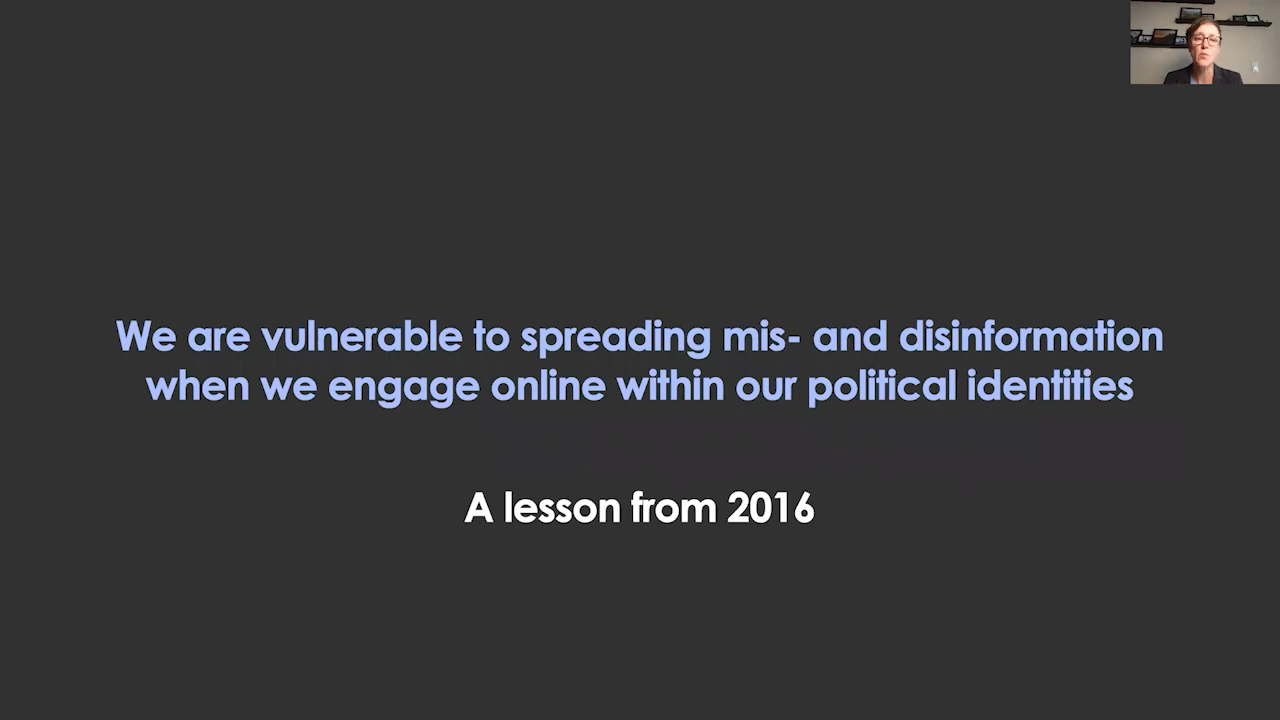 We are vulnerable to spreading mis- and disinformation
when we engage online within our political identities
A lesson from 2016